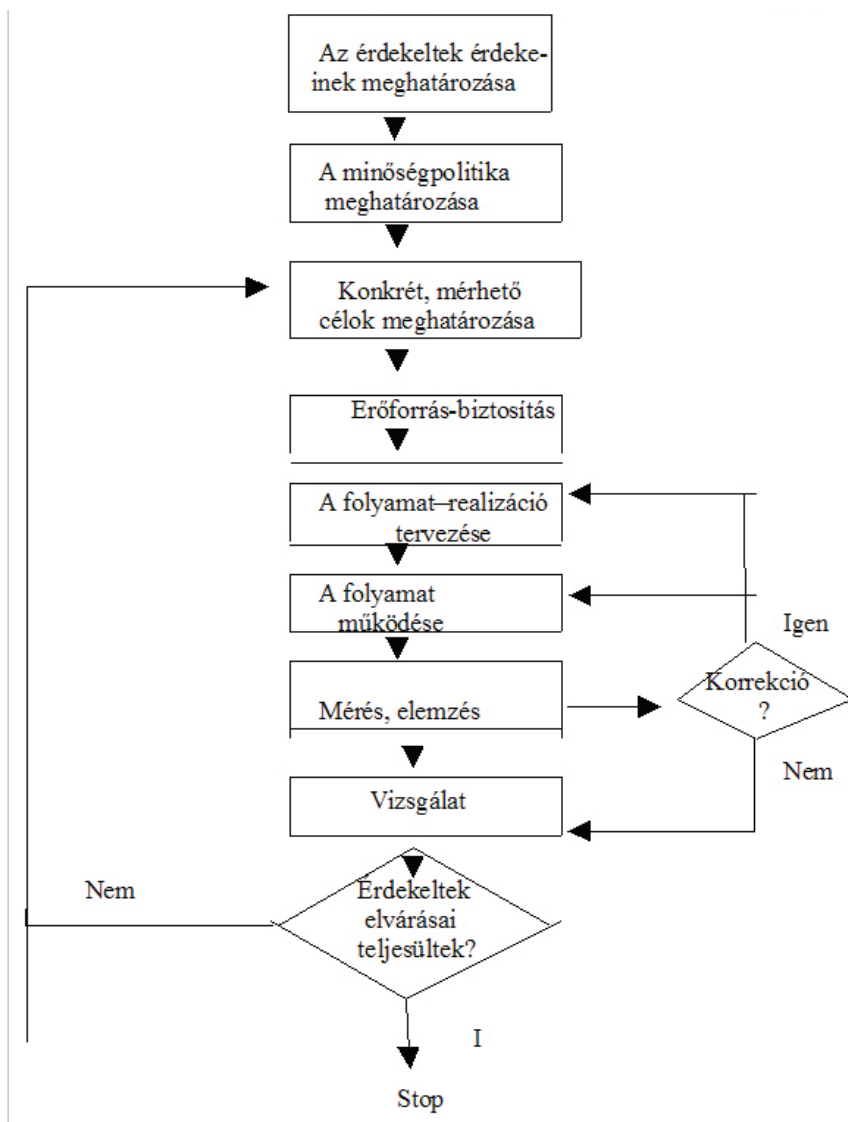 Az érdekeltek érdeke-
inek meghatározása
A minőségpolitika
meghatározása
Konkrét, mérhető
célok meghatározása
Erőforrás-biztosítás
A folyamat–realizáció
tervezése
A folyamat
működése
Igen
Korrekció
?
Mérés, elemzés
Nem
Vizsgálat
Nem
Érdekeltek
elvárásai
teljesültek?
I
Stop